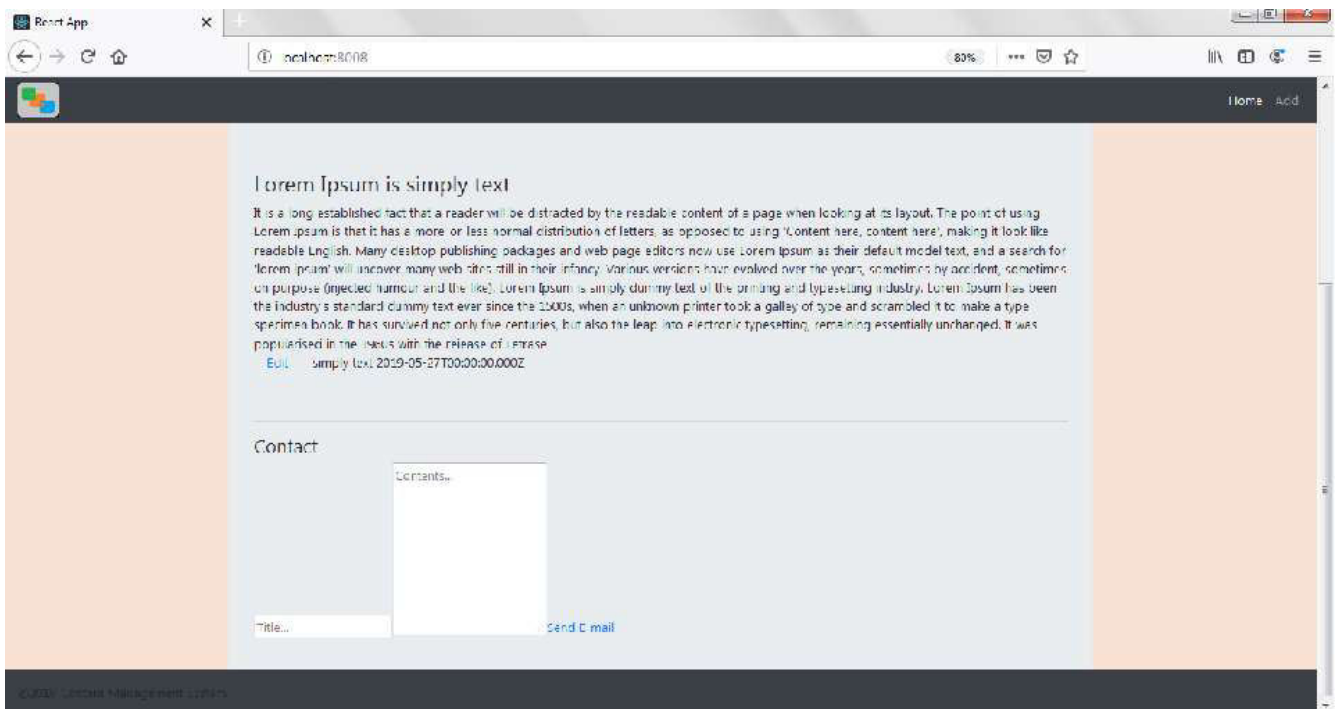 React App
localhost:8008
80%
Home Add
Lorem Ipsum is simply text
It is a long established fact that a reader will be distracted by the readable content of a page when looking at its layout. The point of using
Lorem Ipsum is that it has a more or less normal distribution of letters, as opposed to using 'Content here, content here', making it look like
readable English. Many desktop publishing packages and web page editors now use Lorem Ipsum as their default model text, and a search for
'lorem ipsum' will uncover many web sites still in their infancy. Various versions have evolved over the years, sometimes by accident, sometimes
on purpose (injected humour and the like). Lorem Ipsum is simply dummy text of the printing and typesetting industry. Lorem Ipsum has been
the industry's standard dummy text ever since the 1500s, when an unknown printer took a galley of type and scrambled it to make a type
specimen book. It has survived not only five centuries, but also the leap into electronic typesetting, remaining essentially unchanged. It was
popularised in the 1960s with the release of Letrase
Edit simply text 2019-05-27T00:00:00.000Z
Contact
Contents...
Title... Send E-mail
Content Management